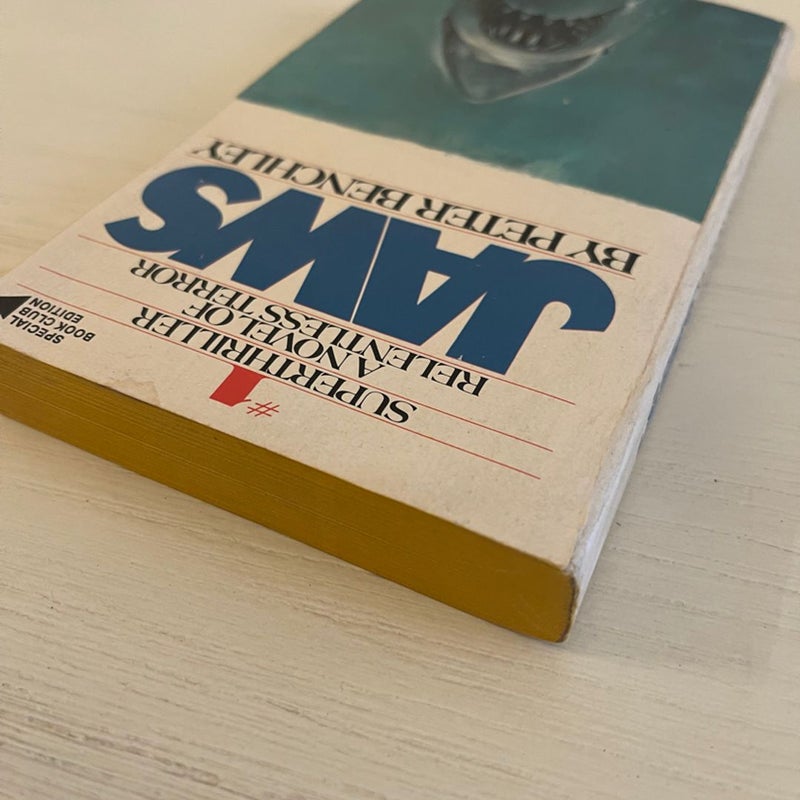 #1
SUPERTHRILLER
A NOVEL OF
RELENTLESS TERROR
JAWS
BY PETER BENCHLEY
SPECIAL
BOOK CLUB
EDITION